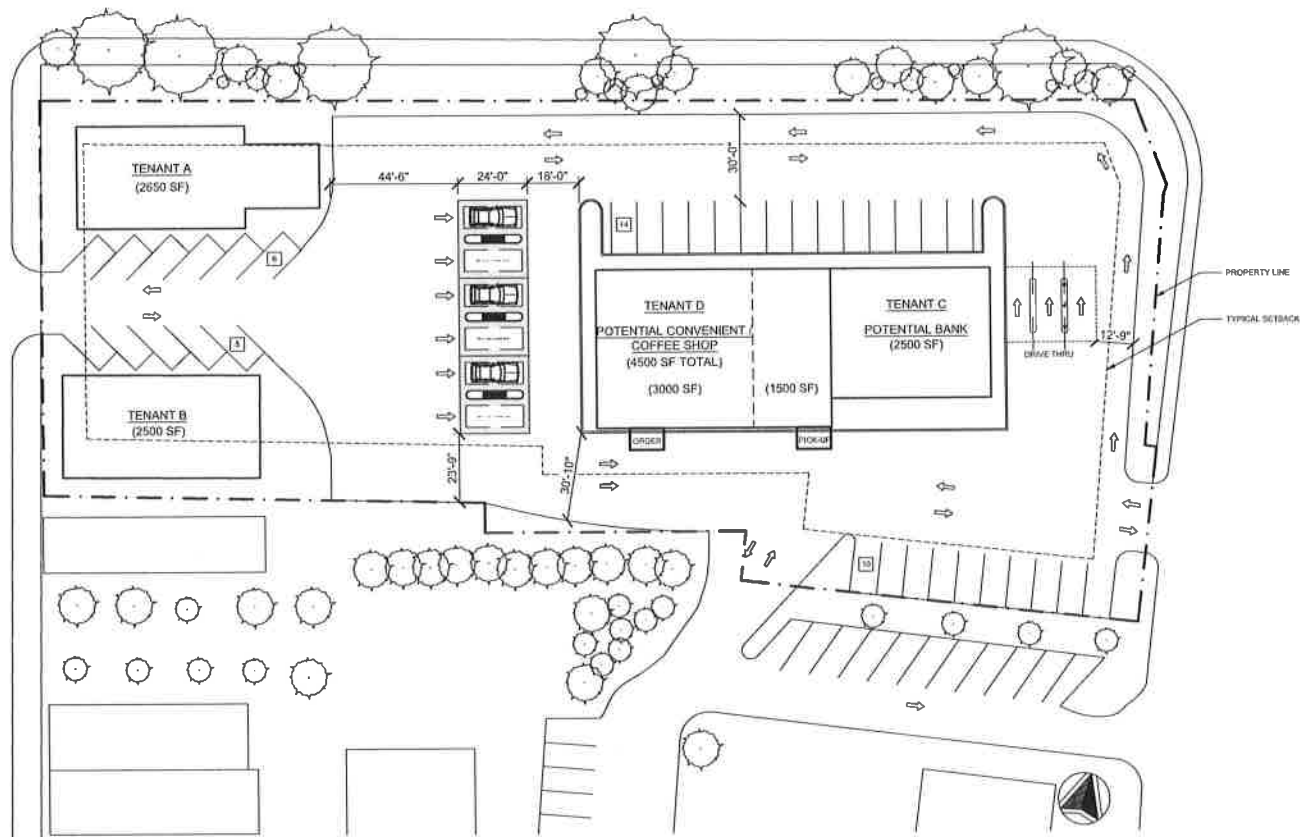 TENANT A
(2650 SF)
44'-6"
24'-0"
18'-0"
30'-0"
14
6
TENANT D
POTENTIAL CONVENIENT /
COFFEE SHOP
(4500 SF TOTAL)
(3000 SF)
(1500 SF)
TENANT C
POTENTIAL BANK
(2500 SF)
PROPERTY LINE
TYPICAL SETBACK
12'-9"
DRIVE THRU
5
TENANT B
(2500 SF)
ORDER
PICK-UP
23'-9"
30'-10"
10